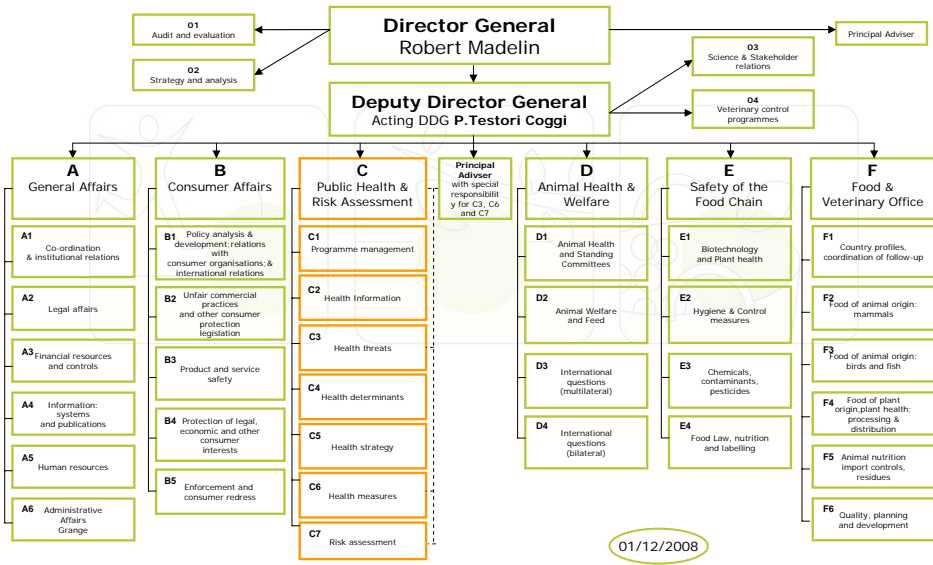 Director General
Robert Madelin
01
Audit and evaluation
02
Strategy and analysis
Principal Adviser
03
Science & Stakeholder
relations
Deputy Director General
Acting DDG P.Testori Coggi
04
Veterinary control
programmes
A
General Affairs
A1
Co-ordination
& institutional relations
A2
Legal affairs
A3 Financial resources
and controls
A4 Information:
systems
and publications
A5
Human resources
A6 Administrative
Affairs
Grange
B
Consumer Affairs
B1 Policy analysis &
development: relations
with
consumer organisations; &
international relations
B2 Unfair commercial
practices
and other consumer
protection
legislation
B3
Product and service
safety
B4 Protection of legal,
economic and other
consumer
interests
B5 Enforcement and
consumer redress
C
Public Health &
Risk Assessment
C1
Programme management
C2
Health Information
C3
Health threats
C4
Health determinants
C5
Health strategy
C6
Health measures
C7
Risk assessment
Principal
Adivser
with special
responsibilit
y for C3, C6
and C7
D
Animal Health &
Welfare
D1 Animal Health
and Standing
Committees
D2
Animal Welfare
and Feed
D3 International
questions
(multilateral)
D4 International
questions
(bilateral)
E
Safety of the
Food Chain
E1
Biotechnology
and Plant health
E2
Hygiene & Control
measures
E3
Chemicals,
contaminants,
pesticides
E4
Food Law, nutrition
and labelling
F
Food &
Veterinary Office
F1
Country profiles,
coordination of follow-up
F2
Food of animal origin:
mammals
F3
Food of animal origin:
birds and fish
F4 Food of plant
origin,plant health;
processing &
distribution
F5 Animal nutrition
import controls,
residues
F6
Quality, planning
and development
01/12/2008